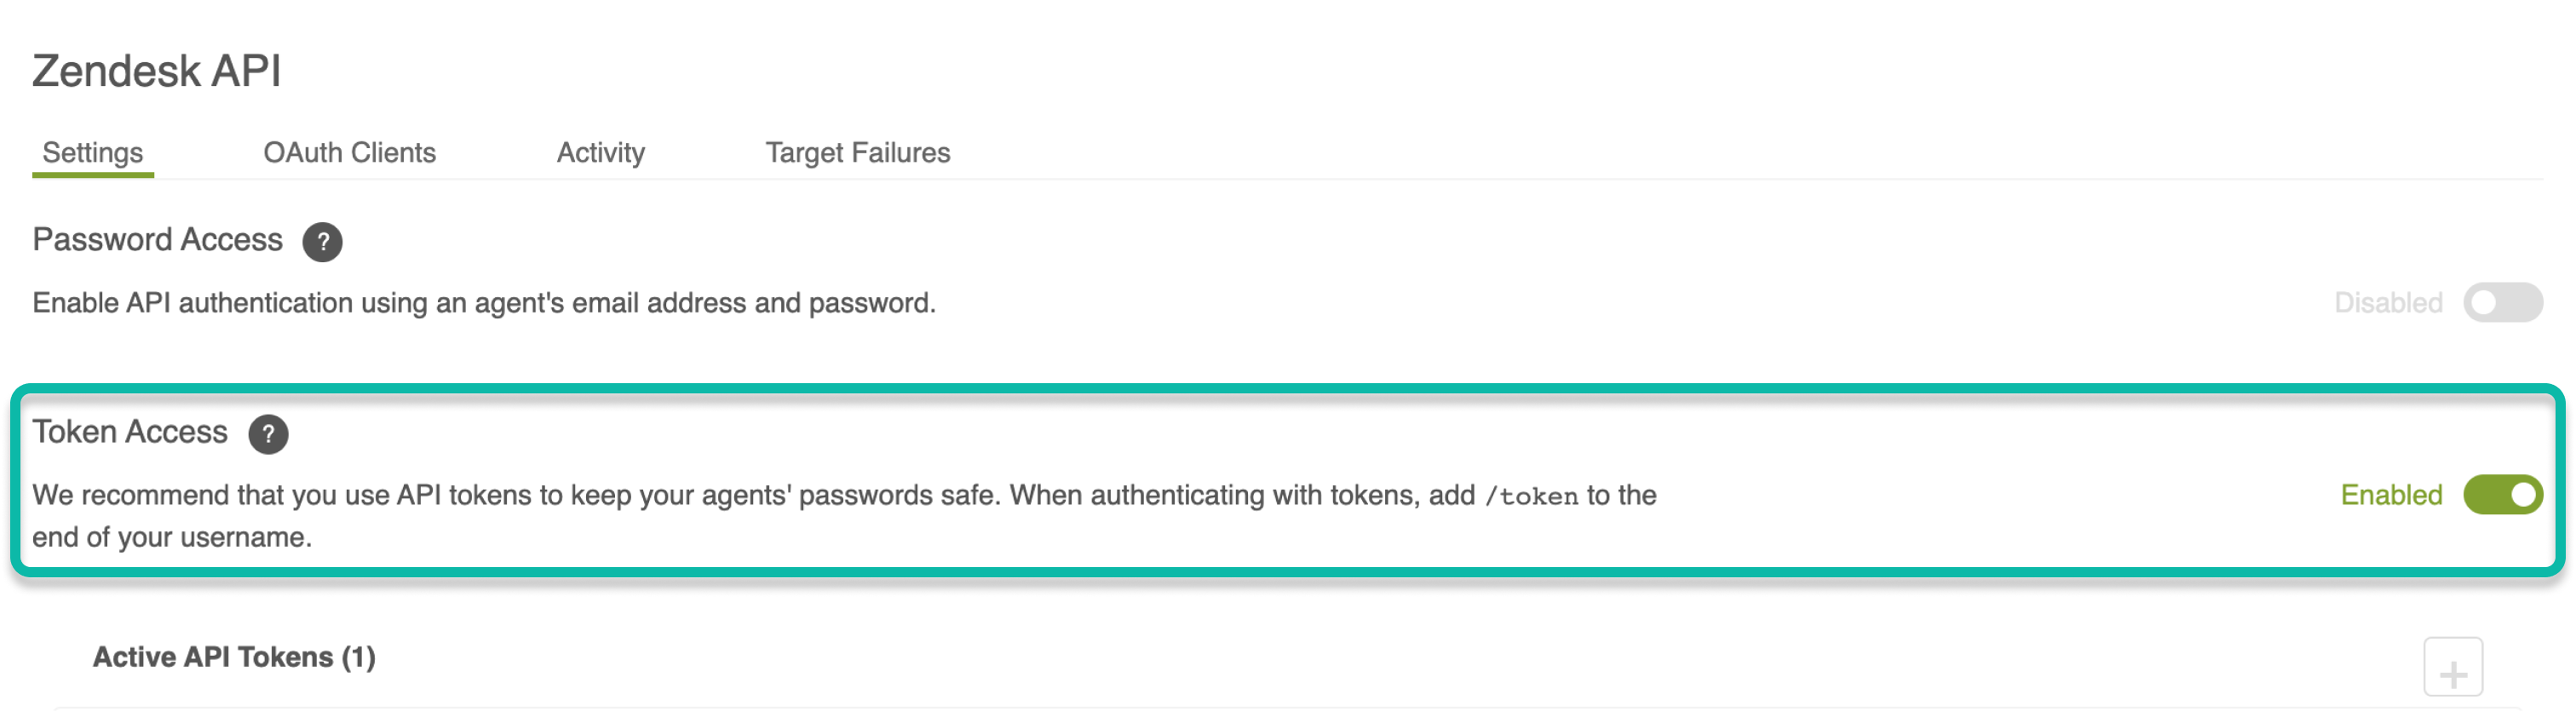 Zendesk API
Settings OAuth Clients Activity Target Failures
Password Access ?
Enable API authentication using an agent's email address and password.
Disabled
Token Access ?
We recommend that you use API tokens to keep your agents' passwords safe. When authenticating with tokens, add /token to the
end of your username.
Enabled
Active API Tokens (1)
+